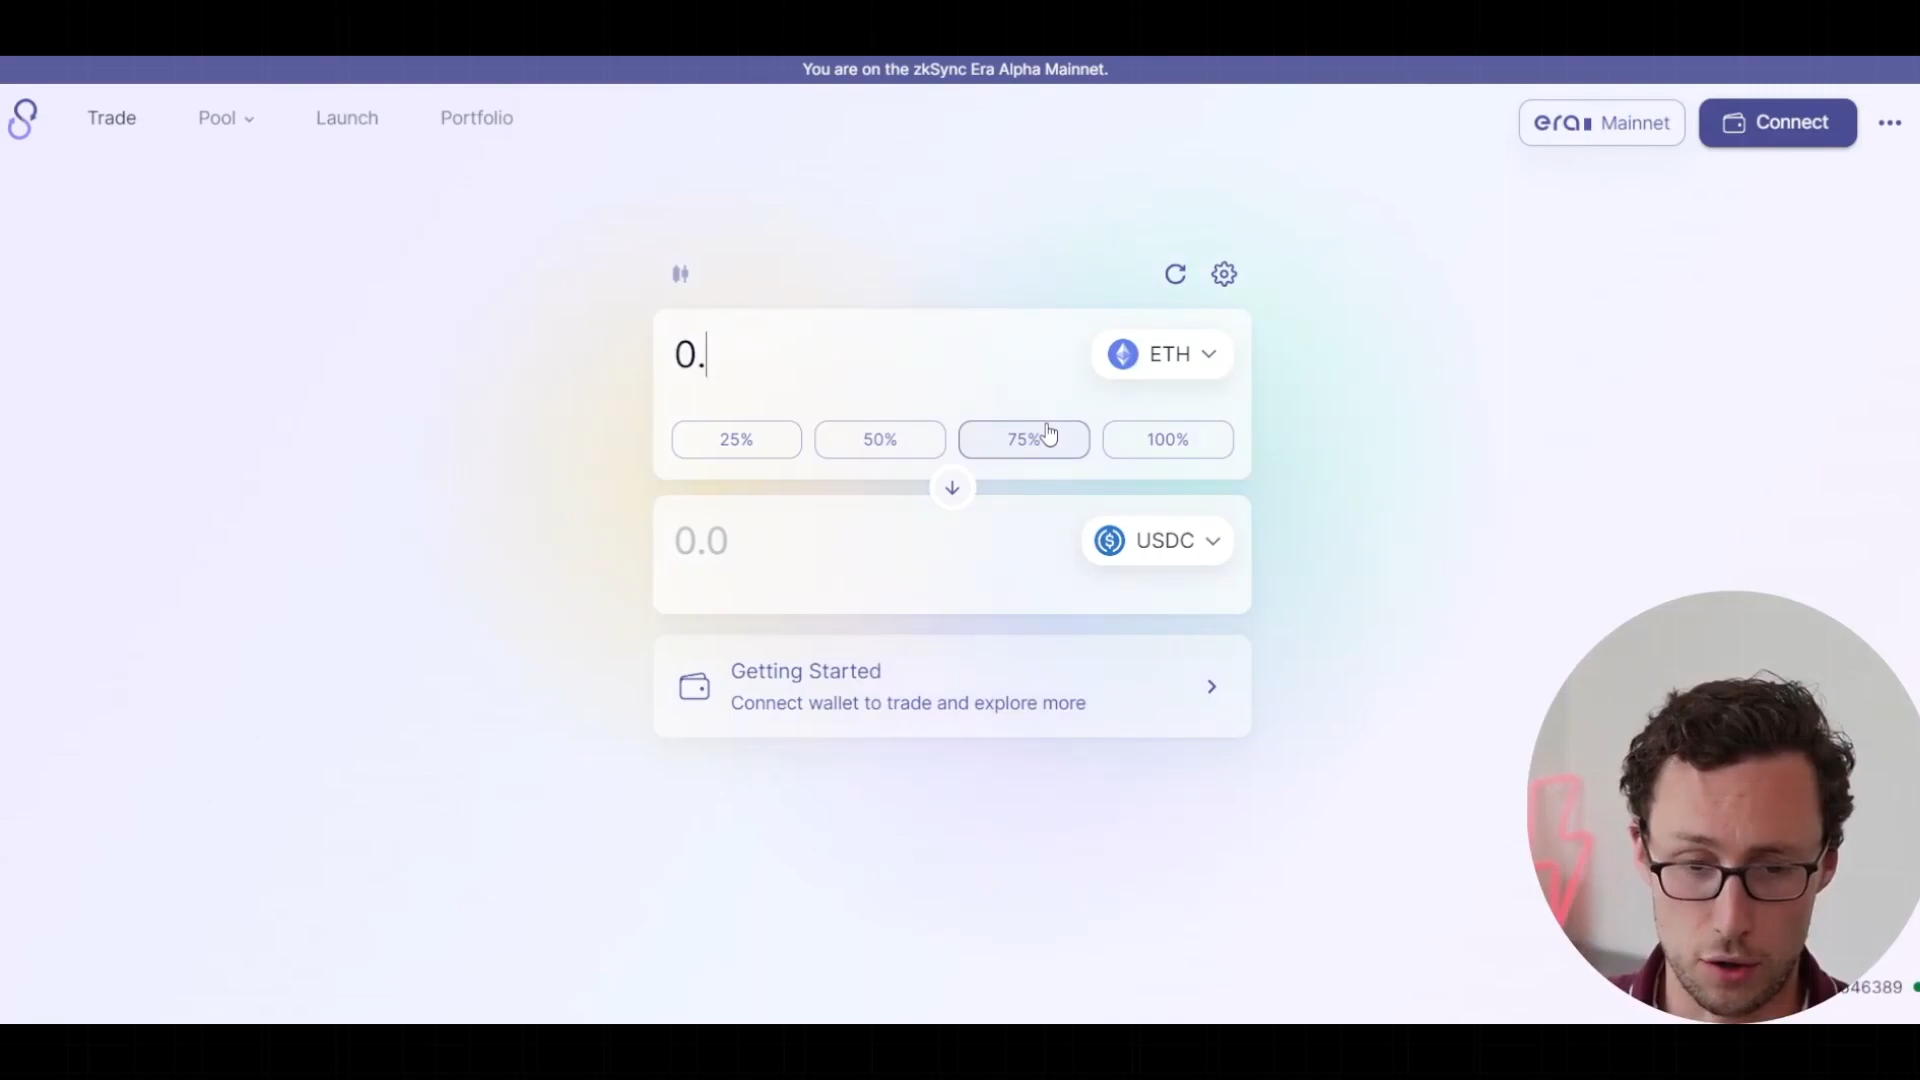 You are on the zkSync Era Alpha Mainnet.
Trade
Pool
Launch
Portfolio
era Mainnet
Connect
0.
ETH
25%
50%
75%
100%
0.0
USDC
Getting Started
Connect wallet to trade and explore more
46389